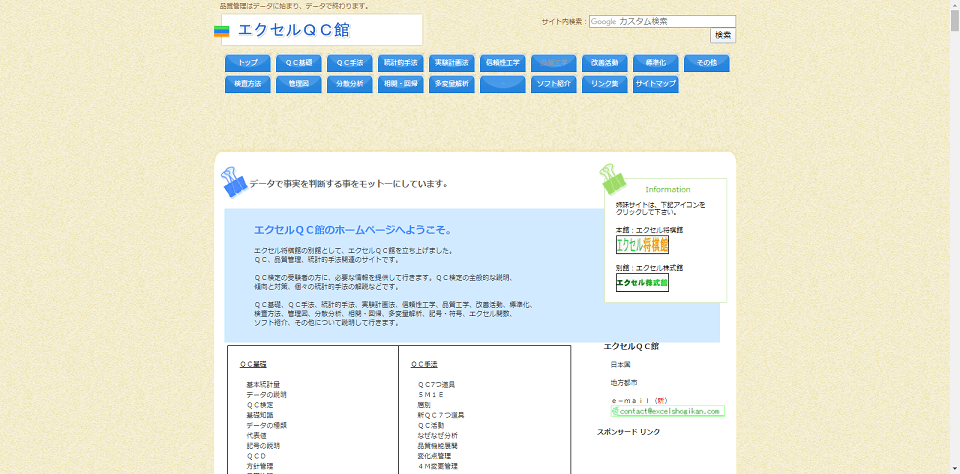 品質管理はデータに始まり、データで終わります。
エクセルＱＣ館
サイト内検索：
Google カスタム検索
検索
トップ
ＱＣ基礎
ＱＣ手法
統計的手法
実験計画法
信頼性工学
品質工学
改善活動
標準化
その他
検査方法
管理図
分散分析
相関・回帰
多変量解析
ソフト紹介
リンク集
サイトマップ
データで事実を判断する事をモットーにしています。
エクセルＱＣ館のホームページへようこそ。
エクセル将棋館の別館として、エクセルＱＣ館を立ち上げました。
ＱＣ、品質管理、統計的手法関連のサイトです。
ＱＣ検定の受験者の方に、必要な情報を提供して行きます。ＱＣ検定の全般的な説明、
傾向と対策、個々の統計的手法の解説などです。
ＱＣ基礎、ＱＣ手法、統計的手法、実験計画法、信頼性工学、品質工学、改善活動、標準化、
検査方法、管理図、分散分析、相関・回帰、多変量解析、記号・符号、エクセル関数、
ソフト紹介、その他について説明して行きます。
Information
姉妹サイトは、下記アイコンを
クリックして下さい。
本館：エクセル将棋館
エクセル将棋館
別館：エクセル株式館
エクセル株式館
エクセルＱＣ館
日本国
地方都市
ｅ－ｍａｉｌ（新）
contact@excelshogikan.com
スポンサード リンク
ＱＣ基礎
基本統計量
データの説明
ＱＣ検定
基礎知識
データの種類
代表値
記号の説明
ＱＣＤ
方針管理
ＱＣ手法
ＱＣ7つ道具
５Ｍ１Ｅ
層別
新ＱＣ７つ道具
ＱＣ活動
なぜなぜ分析
品質機能展開
変化点管理
４Ｍ変更管理